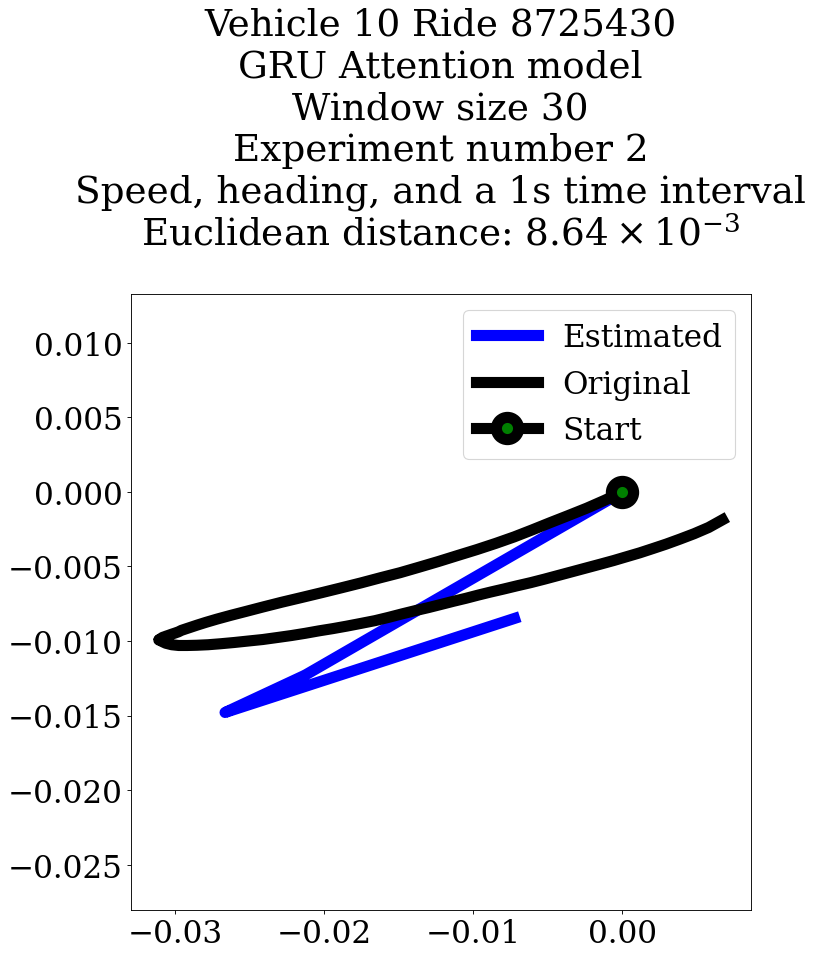 Vehicle 10 Ride 8725430
GRU Attention model
Window size 30
Experiment number 2
Speed, heading, and a 1s time interval
Euclidean distance: 8.64 × 10⁻³
Estimated
Original
Start
0.010
0.005
0.000
−0.005
−0.010
−0.015
−0.020
−0.025
−0.03
−0.02
−0.01
0.00